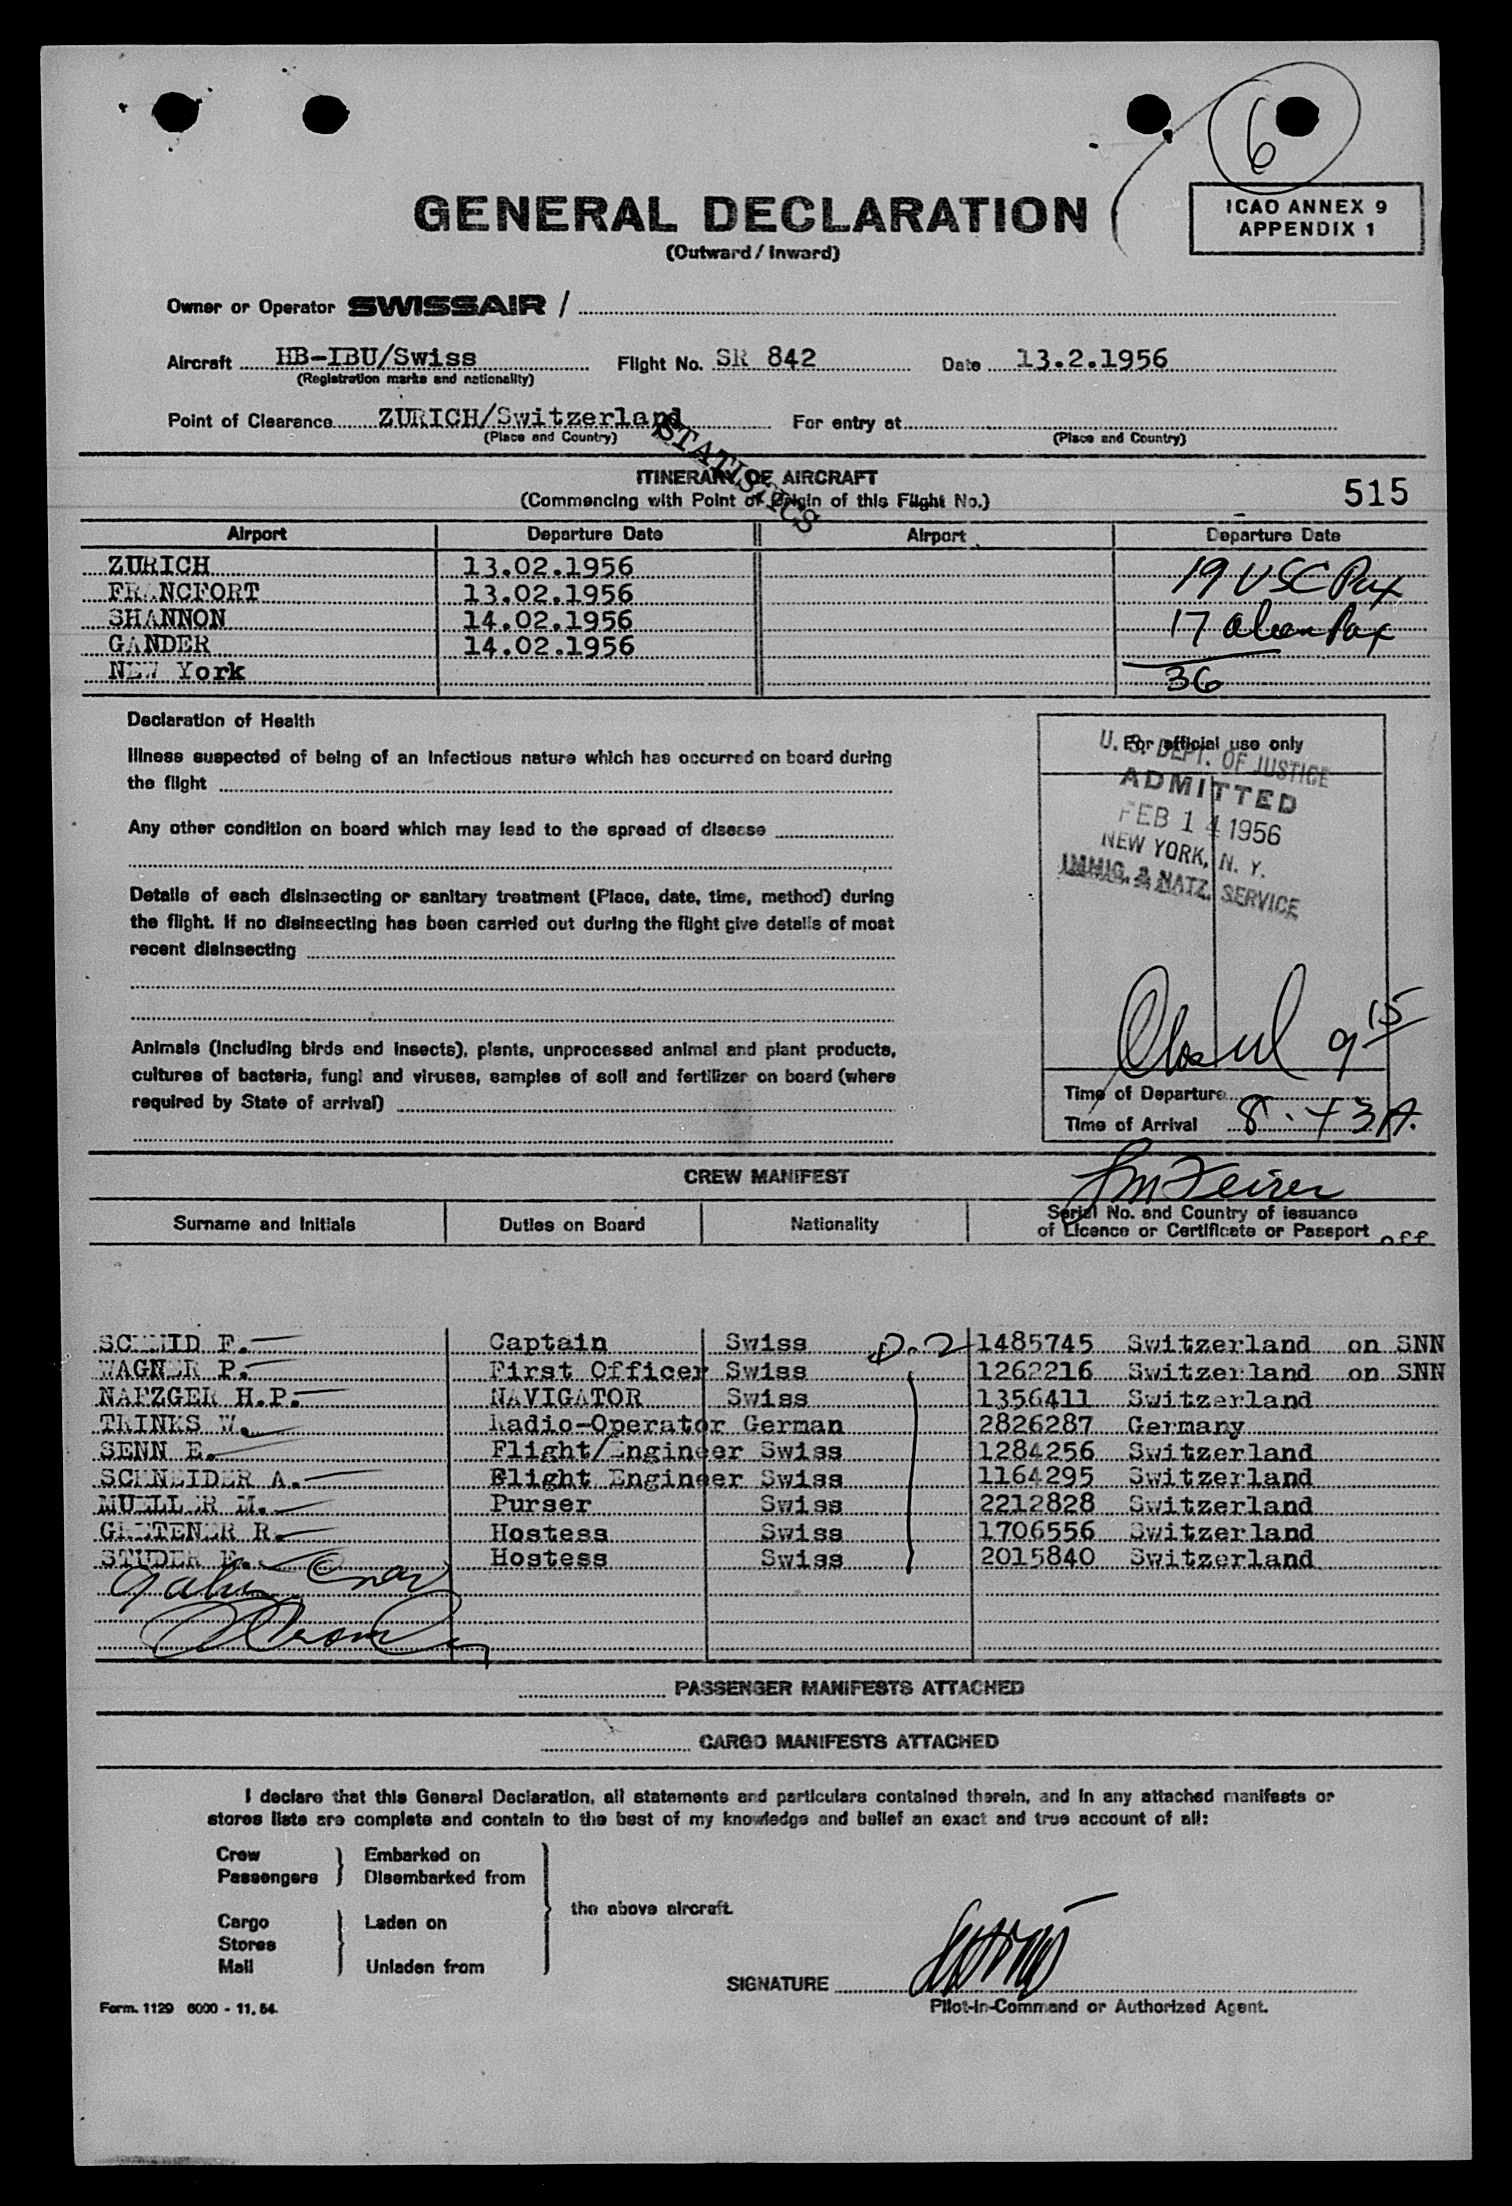 6
GENERAL DECLARATION
(Outward / Inward)
ICAO ANNEX 9
APPENDIX 1
Owner or Operator SWISSAIR /
Aircraft HB-IBU/Swiss Flight No. SR 842 Date 13.2.1956
(Registration marks and nationality)
Point of Clearance ZURICH/Switzerland For entry at
(Place and Country) (Place and Country)
STATISTICS
ITINERARY OF AIRCRAFT
(Commencing with Point of Origin of this Flight No.)
515
Airport Departure Date Airport Departure Date
ZURICH 13.02.1956 19 USC Pax
FRANCFORT 13.02.1956
SHANNON 14.02.1956 17 alien Pax
GANDER 14.02.1956
NEW York 36
Declaration of Health
Illness suspected of being of an infectious nature which has occurred on board during
the flight
Any other condition on board which may lead to the spread of disease
Details of each disinsecting or sanitary treatment (Place, date, time, method) during
the flight. If no disinsecting has been carried out during the flight give details of most
recent disinsecting
Animals (including birds and insects), plants, unprocessed animal and plant products,
cultures of bacteria, fungi and viruses, samples of soil and fertilizer on board (where
required by State of arrival)
For official use only
U. S. DEPT. OF JUSTICE
ADMITTED
FEB 14 1956
NEW YORK, N. Y.
IMMIG. & NATZ. SERVICE
9 15
Time of Departure
Time of Arrival 8.43 A.
CREW MANIFEST
Surname and Initials Duties on Board Nationality Serial No. and Country of issuance
of Licence or Certificate or Passport off
SCHMID F. Captain Swiss D-2 1485745 Switzerland on SNN
WAGNER P. First Officer Swiss 1262216 Switzerland on SNN
NAFZGER H.P. NAVIGATOR Swiss 1356411 Switzerland
TRINKS W. Radio-Operator German 2826287 Germany
SENN E. Flight/Engineer Swiss 1284256 Switzerland
SCHNEIDER A. Flight Engineer Swiss 1164295 Switzerland
MUELLER M. Purser Swiss 2212828 Switzerland
GRETENER R. Hostess Swiss 1706556 Switzerland
STUDER E. Hostess Swiss 2015840 Switzerland
PASSENGER MANIFESTS ATTACHED
CARGO MANIFESTS ATTACHED
I declare that this General Declaration, all statements and particulars contained therein, and in any attached manifests or
stores lists are complete and contain to the best of my knowledge and belief an exact and true account of all:
Crew Embarked on
Passengers Disembarked from
the above aircraft.
Cargo Laden on
Stores
Mail Unladen from
SIGNATURE
Pilot-in-Command or Authorized Agent.
Form. 1129 6000 - 11. 54.